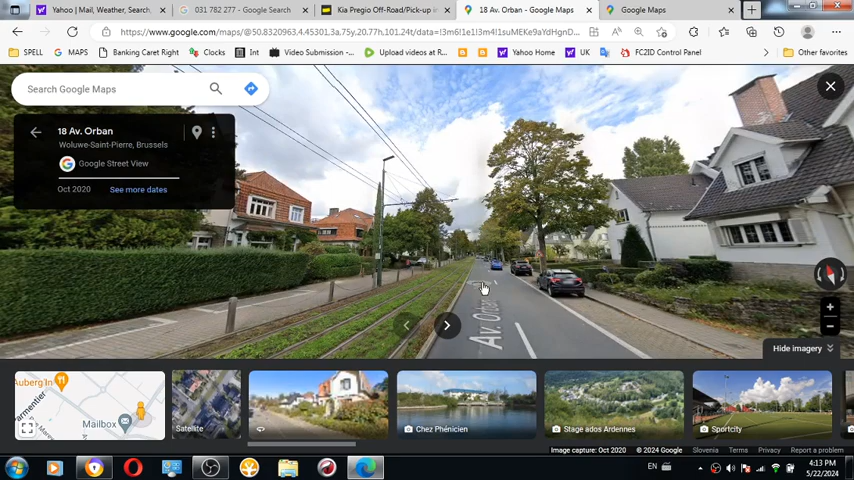 Yahoo | Mail, Weather, Search,
031 782 277 - Google Search
Kia Pregio Off-Road/Pick-up in
18 Av. Orban - Google Maps
Google Maps
https://www.google.com/maps/@50.8320963,4.45301,3a,75y,20.77h,101.24t/data=!3m6!1e1!3m4!1suMEKe9aYdHgnD...
SPELL
MAPS
Banking Caret Right
Clocks
Int
Video Submission -...
Upload videos at R...
Yahoo Home
UK
FC2ID Control Panel
Other favorites
Search Google Maps
18 Av. Orban
Woluwe-Saint-Pierre, Brussels
Google Street View
Oct 2020
See more dates
Av. Orban
Hide imagery
Auberg'In
Mailbox
Satellite
Chez Phénicien
Stage ados Ardennes
Sportcity
Image capture: Oct 2020
© 2024 Google
Slovenia
Terms
Privacy
Report a problem
EN
4:13 PM
5/22/2024